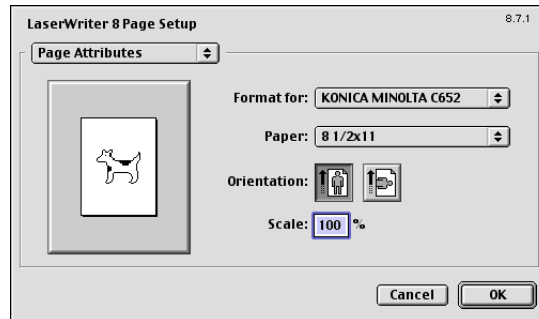 LaserWriter 8 Page Setup
8.7.1
Page Attributes
Format for: KONICA MINOLTA C652
Paper: 8 1/2x11
Orientation:
Scale: 100 %
Cancel OK